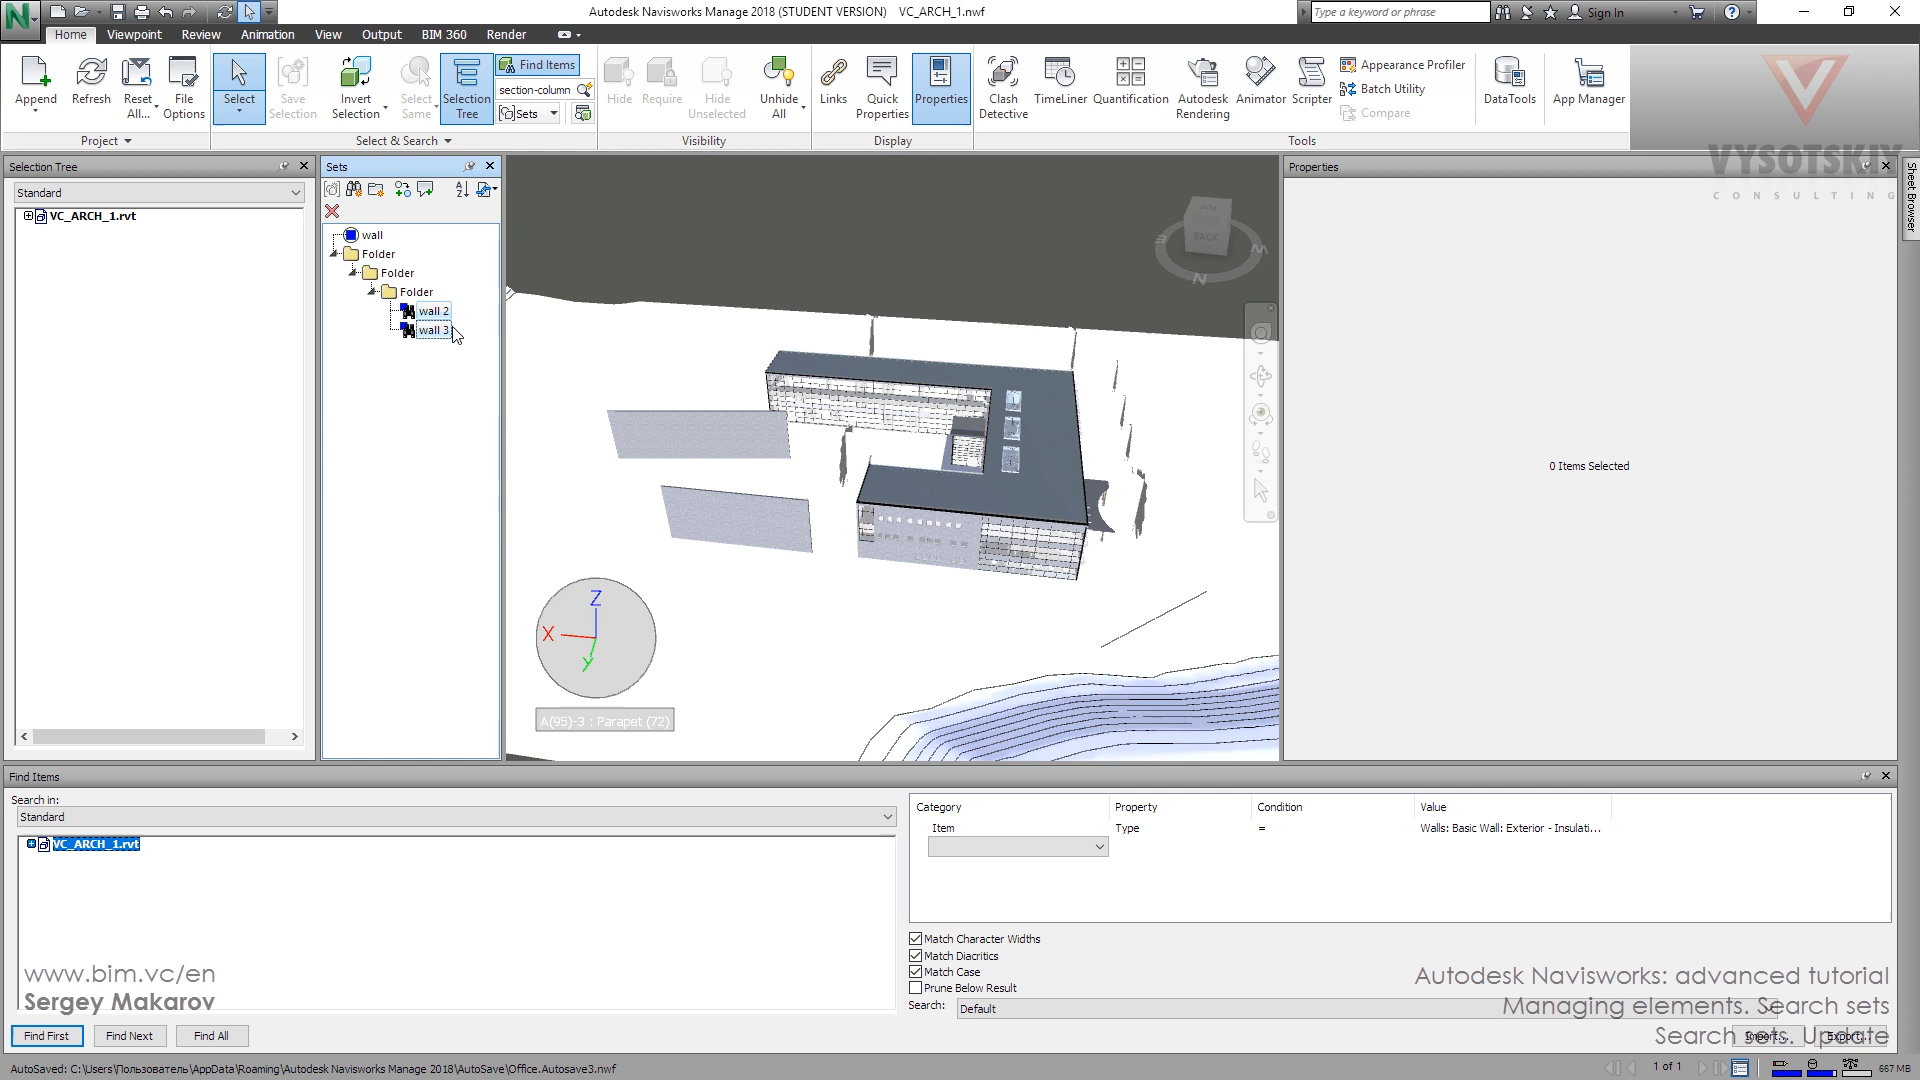 Autodesk Navisworks Manage 2018 (STUDENT VERSION) VC_ARCH_1.nwf
Type a keyword or phrase
Sign In
Home Viewpoint Review Animation View Output BIM 360 Render
Append
Refresh
Reset All...
File Options
Select
Save Selection
Invert Selection
Select Same
Selection Tree
Find Items
section-column
Sets
Hide
Require
Hide Unselected
Unhide All
Links
Quick Properties
Properties
Clash Detective
TimeLiner
Quantification
Autodesk Rendering
Animator
Scripter
Appearance Profiler
Batch Utility
Compare
DataTools
App Manager
Project
Select & Search
Visibility
Display
Tools
VYSOTSKIY
CONSULTING
Sheet Browser
Selection Tree
Standard
VC_ARCH_1.rvt
Sets
wall
Folder
Folder
Folder
wall 2
wall 3
BACK
N
X
Y
Z
A(95)-3 : Parapet (72)
Properties
0 Items Selected
Find Items
Search in:
Standard
VC_ARCH_1.rvt
Category Property Condition Value
Item Type = Walls: Basic Wall: Exterior - Insulati...
Match Character Widths
Match Diacritics
Match Case
Prune Below Result
Search: Default
Find First Find Next Find All
Import... Export...
www.bim.vc/en
Sergey Makarov
Autodesk Navisworks: advanced tutorial
Managing elements. Search sets
Search sets. Update
AutoSaved: C:\Users\Пользователь\AppData\Roaming\Autodesk Navisworks Manage 2018\AutoSave\Office.Autosave3.nwf
1 of 1
667 MB